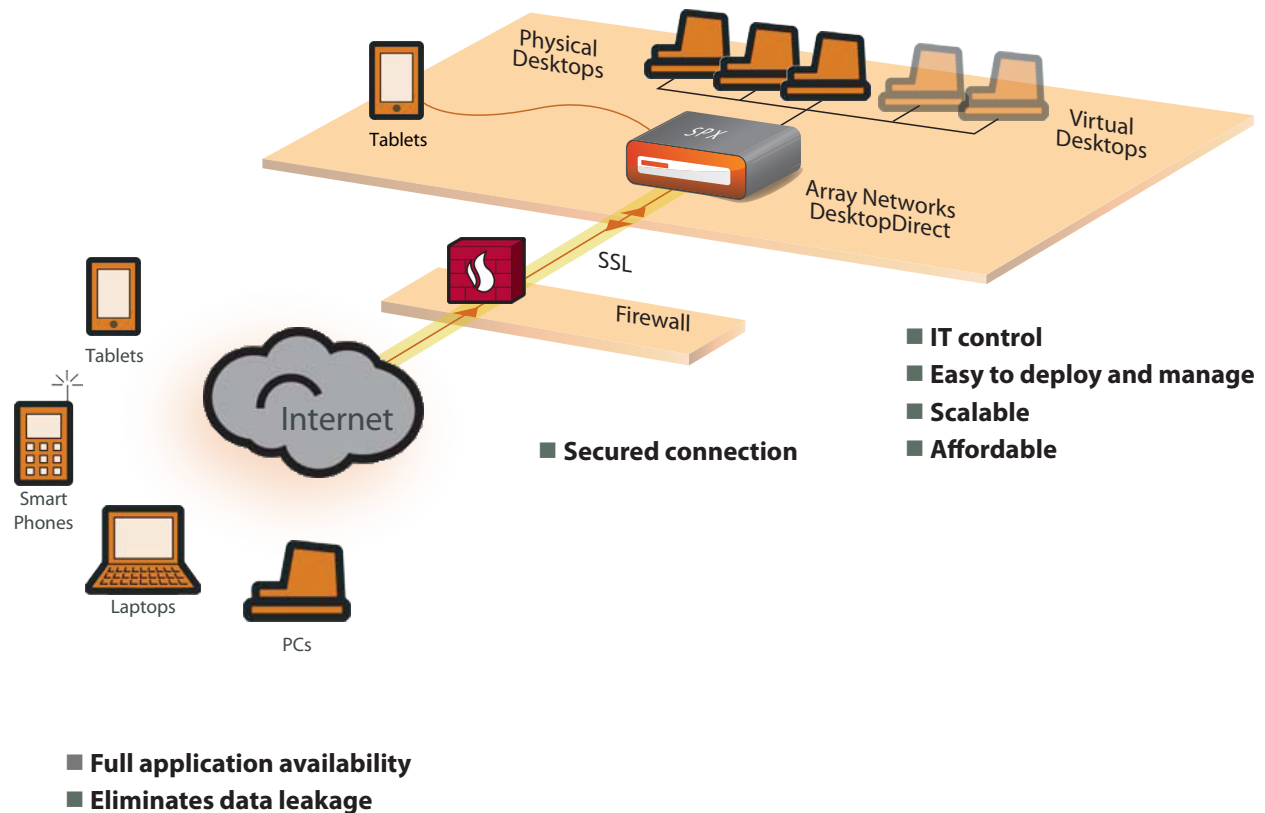 Physical
Desktops
Tablets
SPX
Virtual
Desktops
Array Networks
DesktopDirect
SSL
Firewall
Tablets
Internet
Smart
Phones
Laptops
PCs
■ IT control
■ Easy to deploy and manage
■ Scalable
■ Affordable
■ Secured connection
■ Full application availability
■ Eliminates data leakage